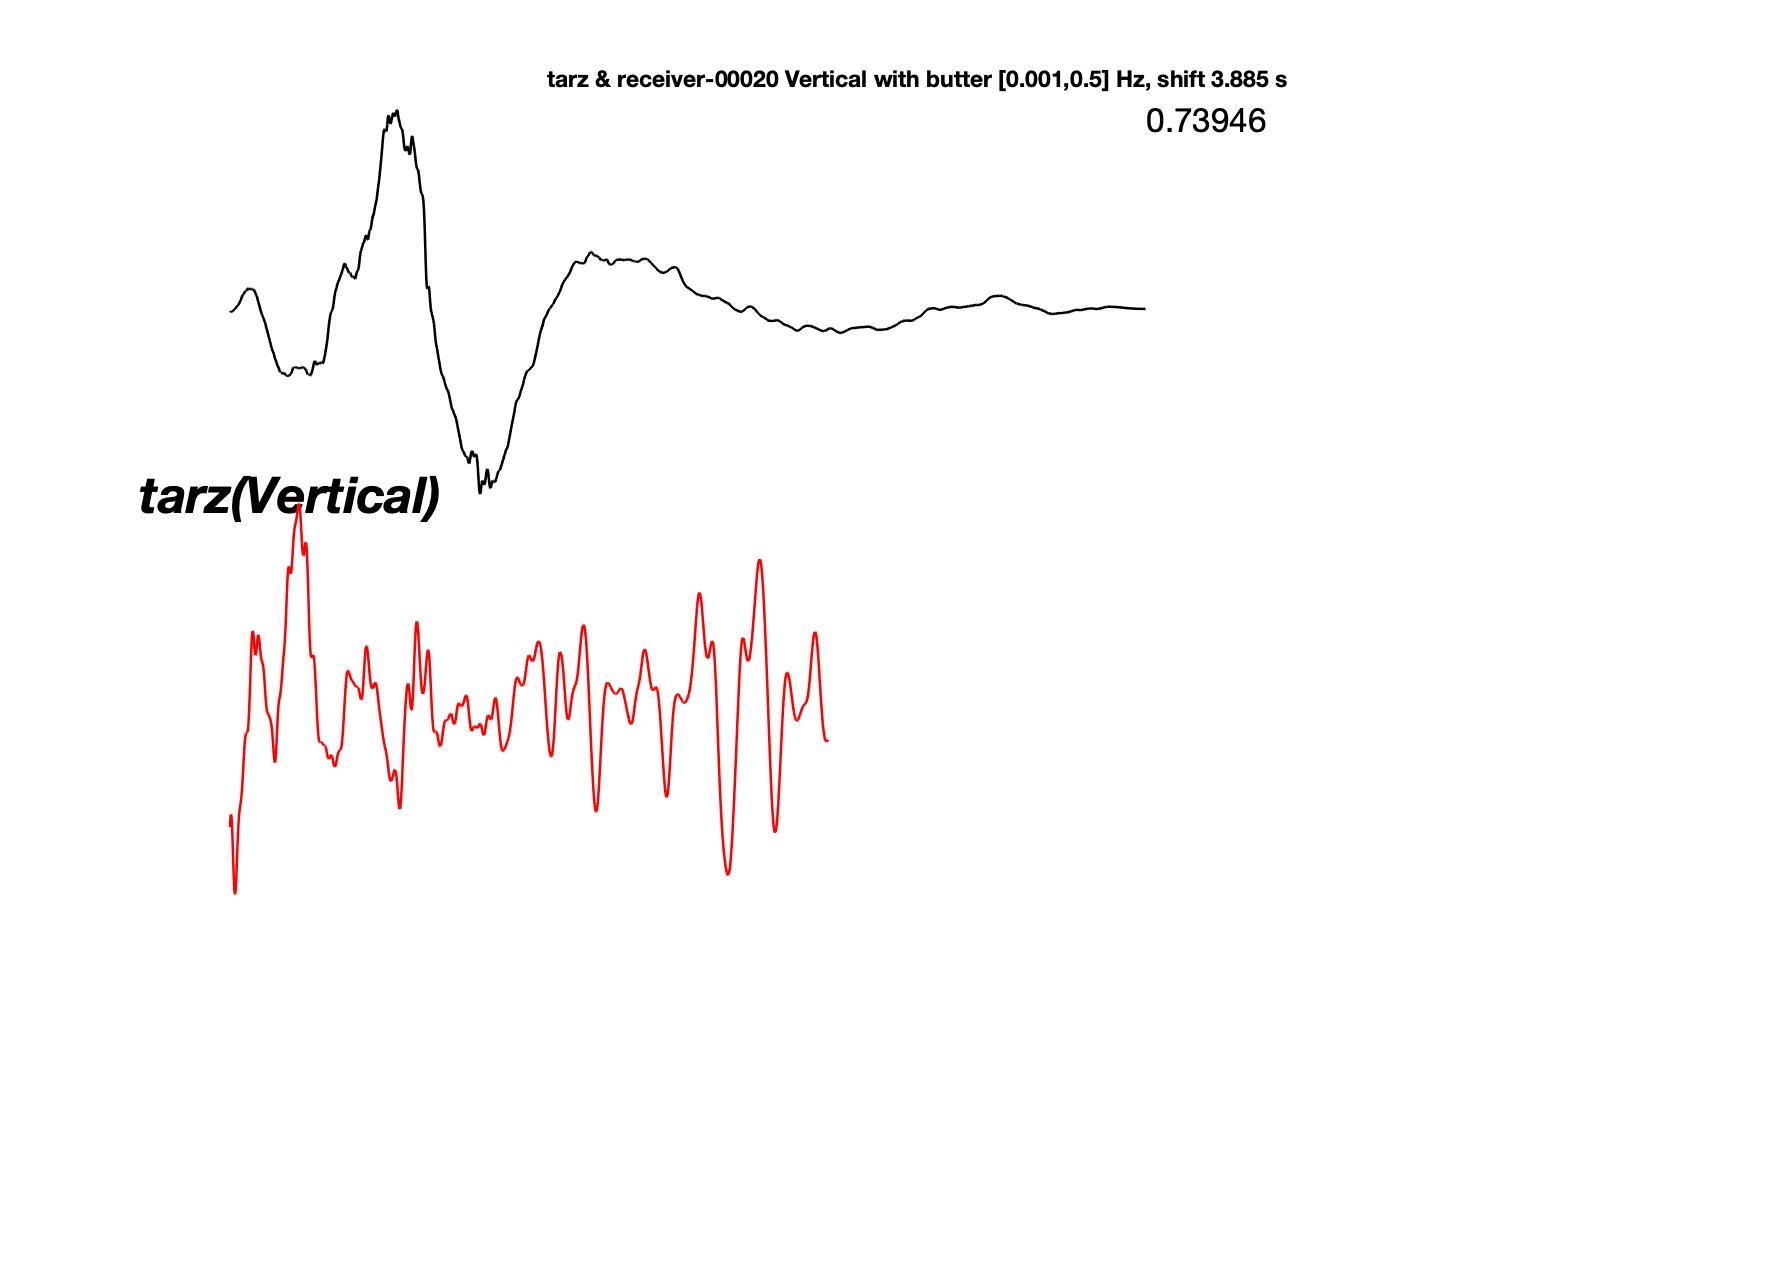 tarz & receiver-00020 Vertical with butter [0.001,0.5] Hz, shift 3.885 s
0.73946
tarz(Vertical)